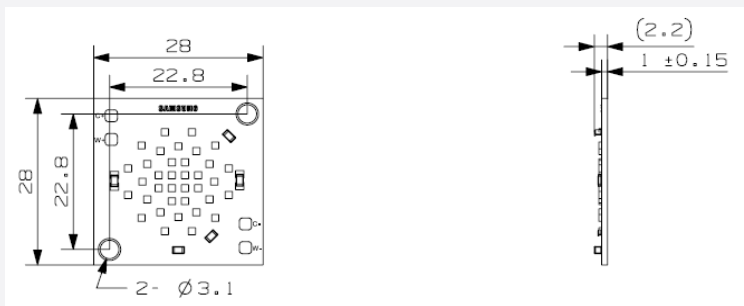 28
(2.2)
1 ±0.15
22.8
SAMSUNG
C+
W+
28
22.8
C-
W-
2- Ø3.1